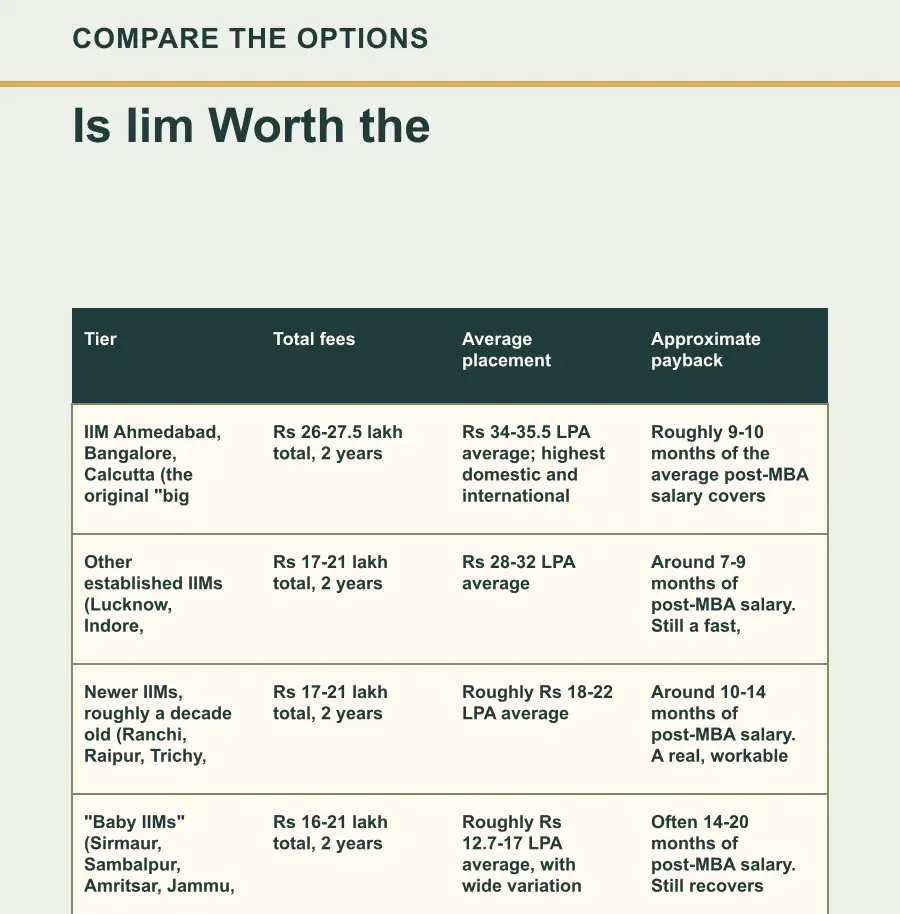 COMPARE THE OPTIONS
Is Iim Worth the
Tier
Total fees
Average
placement
Approximate
payback
IIM Ahmedabad,
Bangalore,
Calcutta (the
original "big
Rs 26-27.5 lakh
total, 2 years
Rs 34-35.5 LPA
average; highest
domestic and
international
Roughly 9-10
months of the
average post-MBA
salary covers
Other
established IIMs
(Lucknow,
Indore,
Rs 17-21 lakh
total, 2 years
Rs 28-32 LPA
average
Around 7-9
months of
post-MBA salary.
Still a fast,
Newer IIMs,
roughly a decade
old (Ranchi,
Raipur, Trichy,
Rs 17-21 lakh
total, 2 years
Roughly Rs 18-22
LPA average
Around 10-14
months of
post-MBA salary.
A real, workable
"Baby IIMs"
(Sirmaur,
Sambalpur,
Amritsar, Jammu,
Rs 16-21 lakh
total, 2 years
Roughly Rs
12.7-17 LPA
average, with
wide variation
Often 14-20
months of
post-MBA salary.
Still recovers